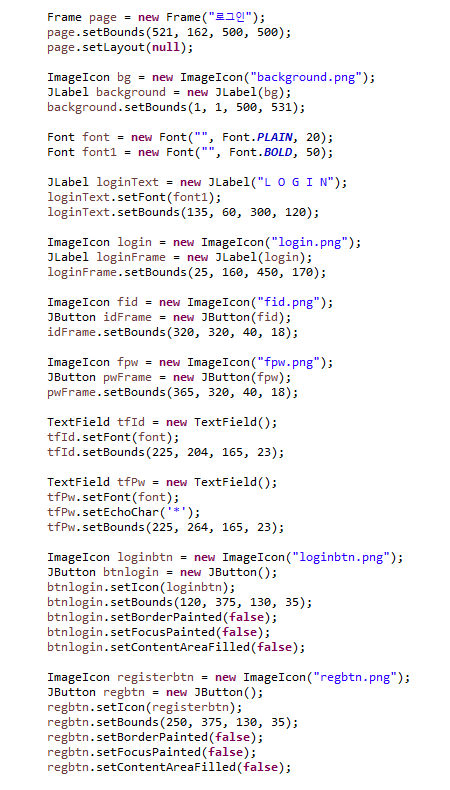 Frame page = new Frame("로그인");
page.setBounds(521, 162, 500, 500);
page.setLayout(null);
ImageIcon bg = new ImageIcon("background.png");
JLabel background = new JLabel(bg);
background.setBounds(1, 1, 500, 531);
Font font = new Font("", Font.PLAIN, 20);
Font font1 = new Font("", Font.BOLD, 50);
JLabel loginText = new JLabel("L O G I N");
loginText.setFont(font1);
loginText.setBounds(135, 60, 300, 120);
ImageIcon login = new ImageIcon("login.png");
JLabel loginFrame = new JLabel(login);
loginFrame.setBounds(25, 160, 450, 170);
ImageIcon fid = new ImageIcon("fid.png");
JButton idFrame = new JButton(fid);
idFrame.setBounds(320, 320, 40, 18);
ImageIcon fpw = new ImageIcon("fpw.png");
JButton pwFrame = new JButton(fpw);
pwFrame.setBounds(365, 320, 40, 18);
TextField tfId = new TextField();
tfId.setFont(font);
tfId.setBounds(225, 204, 165, 23);
TextField tfPw = new TextField();
tfPw.setFont(font);
tfPw.setEchoChar('*');
tfPw.setBounds(225, 264, 165, 23);
ImageIcon loginbtn = new ImageIcon("loginbtn.png");
JButton btnlogin = new JButton();
btnlogin.setIcon(loginbtn);
btnlogin.setBounds(120, 375, 130, 35);
btnlogin.setBorderPainted(false);
btnlogin.setFocusPainted(false);
btnlogin.setContentAreaFilled(false);
ImageIcon registerbtn = new ImageIcon("regbtn.png");
JButton regbtn = new JButton();
regbtn.setIcon(registerbtn);
regbtn.setBounds(250, 375, 130, 35);
regbtn.setBorderPainted(false);
regbtn.setFocusPainted(false);
regbtn.setContentAreaFilled(false);